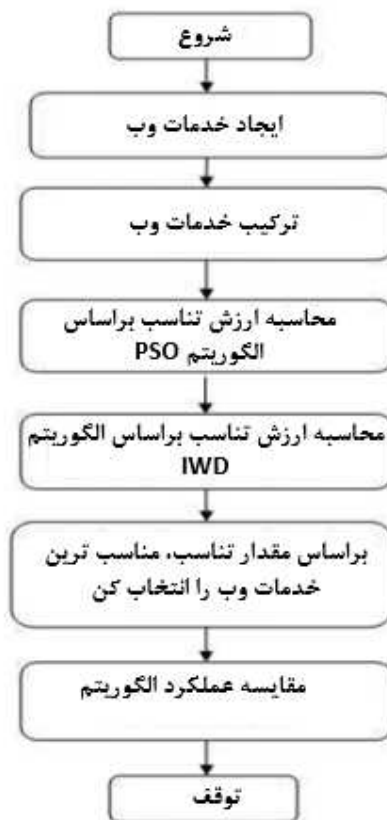 شروع
ایجاد خدمات وب
ترکیب خدمات وب
محاسبه ارزش تناسب براساس
الگوریتم PSO
محاسبه ارزش تناسب براساس الگوریتم
IWD
براساس مقدار تناسب، مناسب ترین
خدمات وب را انتخاب کن
مقایسه عملکرد الگوریتم
توقف